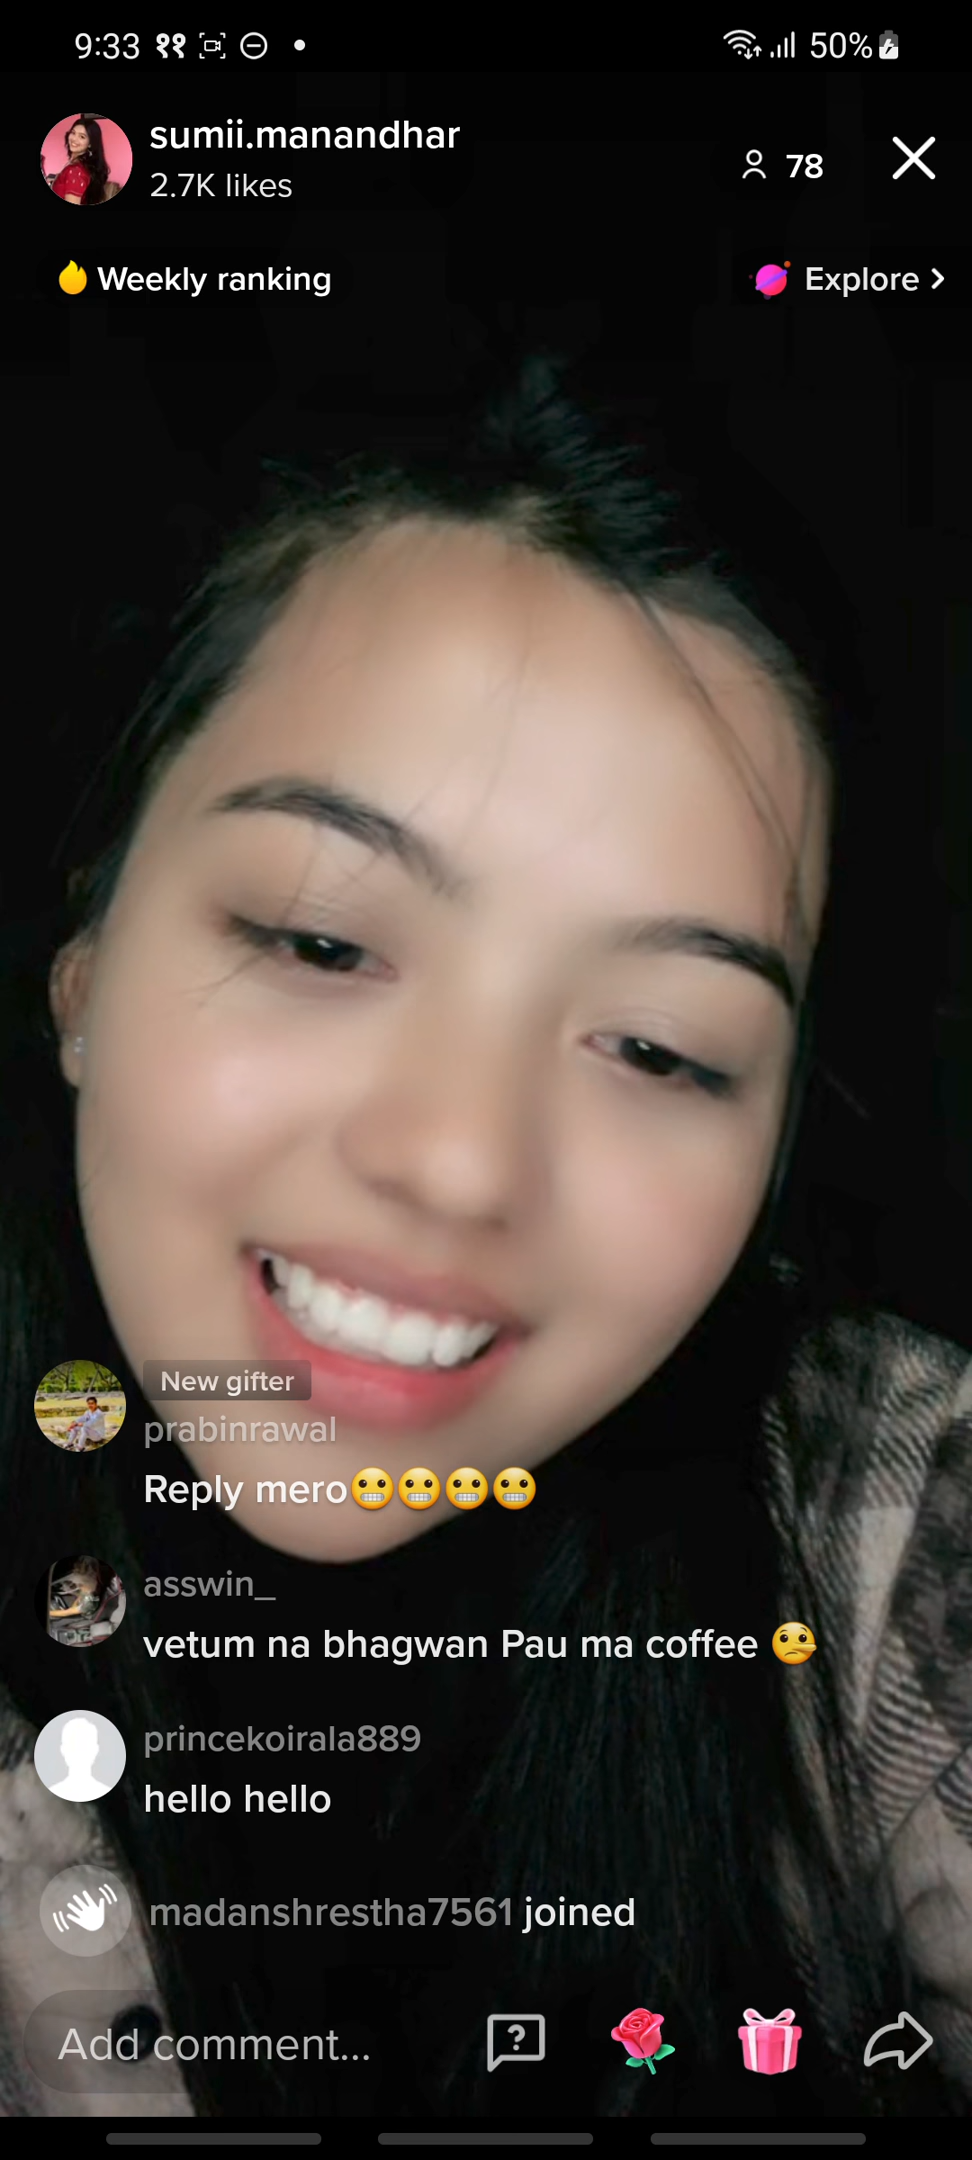 9:33 ११ 50%
sumii.manandhar
2.7K likes
78
Weekly ranking
Explore >
New gifter
prabinrawal
Reply mero😬😬😬😬
asswin_
vetum na bhagwan Pau ma coffee 🤥
princekoirala889
hello hello
madanshrestha7561 joined
Add comment...